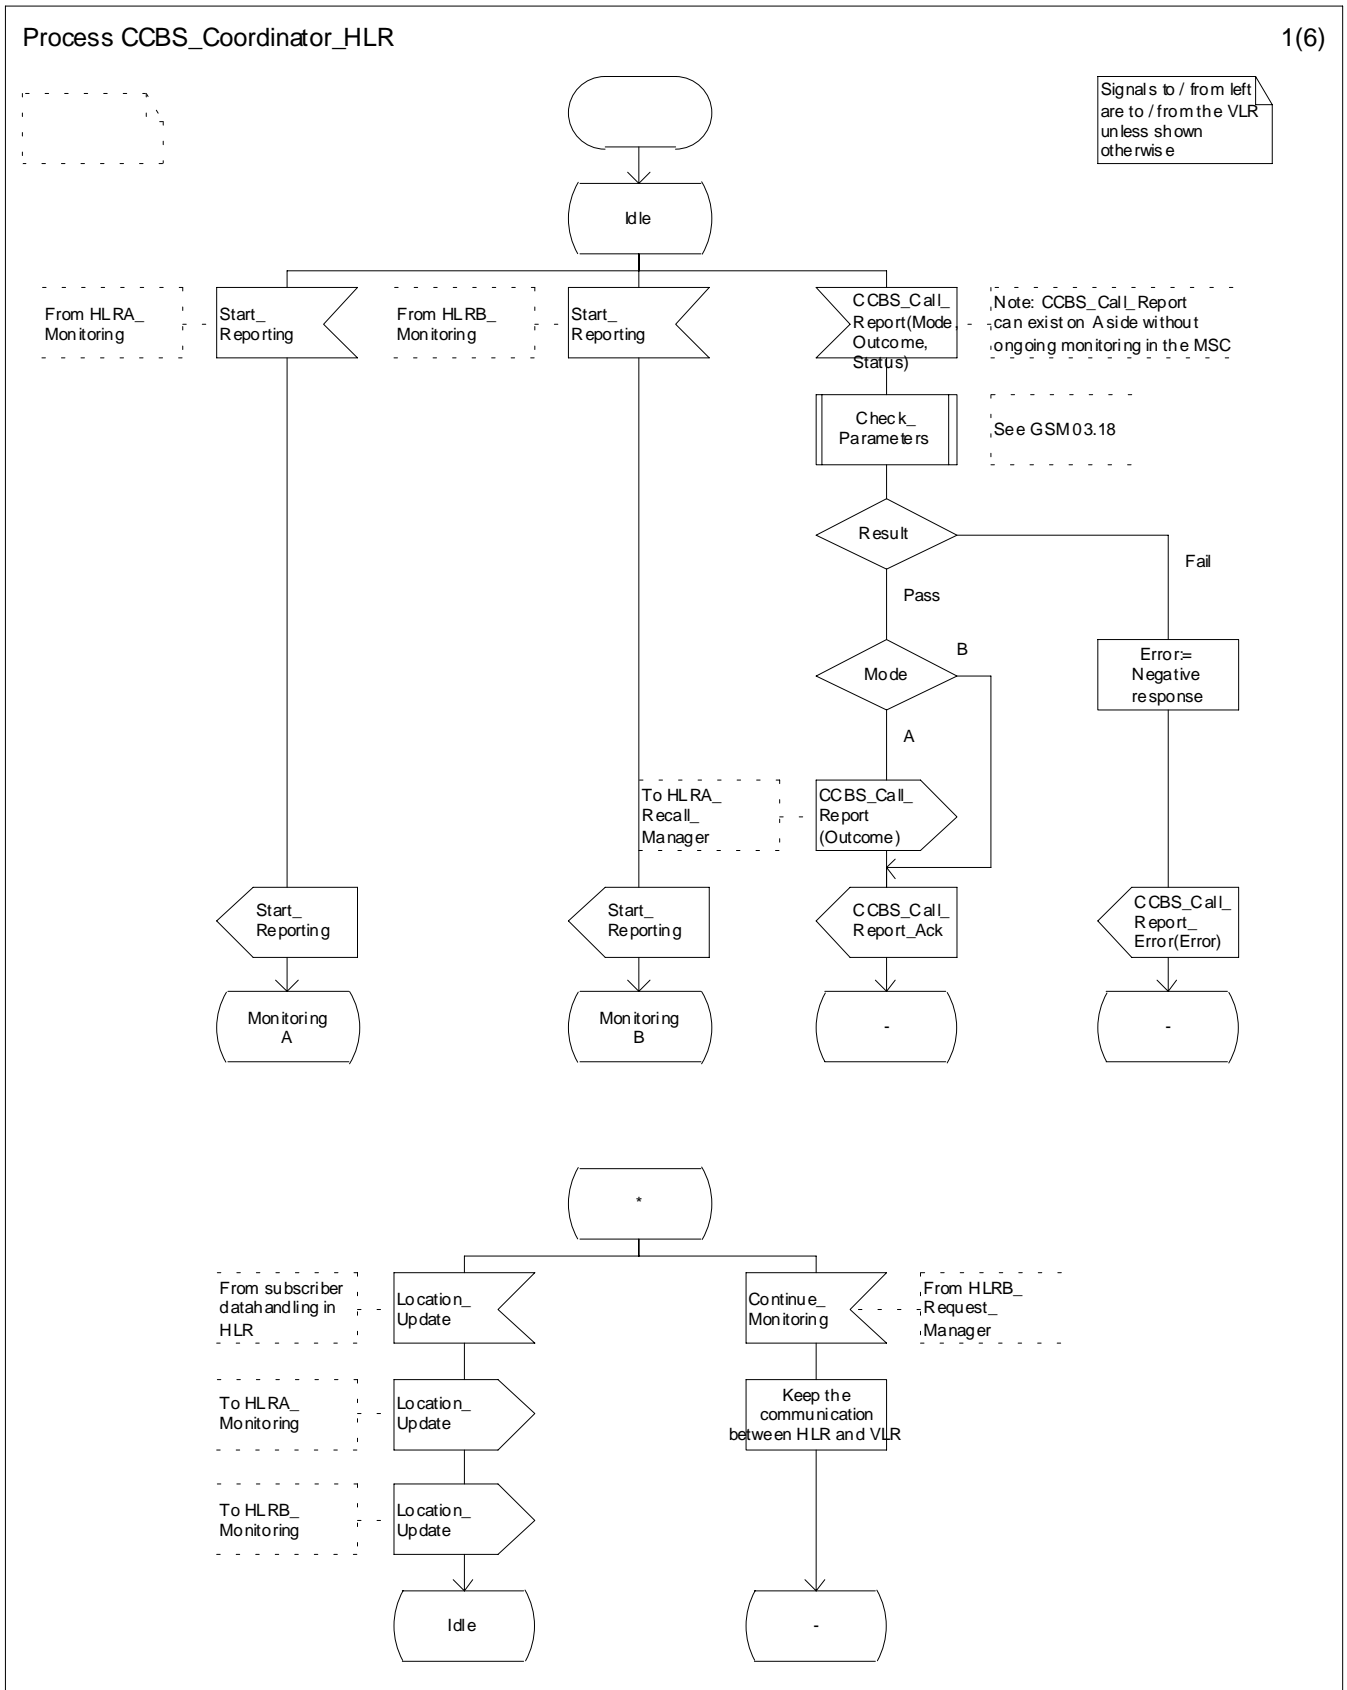 Process CCBS_Coordinator_HLR
1(6)
Signals to / from left
are to / from the VLR
unless shown
otherwise
Idle
From HLRA_
Monitoring
Start_
Reporting
From HLRB_
Monitoring
Start_
Reporting
CCBS_Call_
Report(Mode,
Outcome,
Status)
Note: CCBS_Call_Report
can exist on A side without
ongoing monitoring in the MSC
Check_
Parameters
See GSM 03.18
Result
Fail
Pass
Mode
B
Error:=
Negative
response
A
To HLRA_
Recall_
Manager
CCBS_Call_
Report
(Outcome)
Start_
Reporting
Start_
Reporting
CCBS_Call_
Report_Ack
CCBS_Call_
Report_
Error(Error)
Monitoring
A
Monitoring
B
-
-
*
From subscriber
datahandling in
HLR
Location_
Update
Continue_
Monitoring
From HLRB_
Request_
Manager
To HLRA_
Monitoring
Location_
Update
Keep the
communication
between HLR and VLR
To HLRB_
Monitoring
Location_
Update
Idle
-